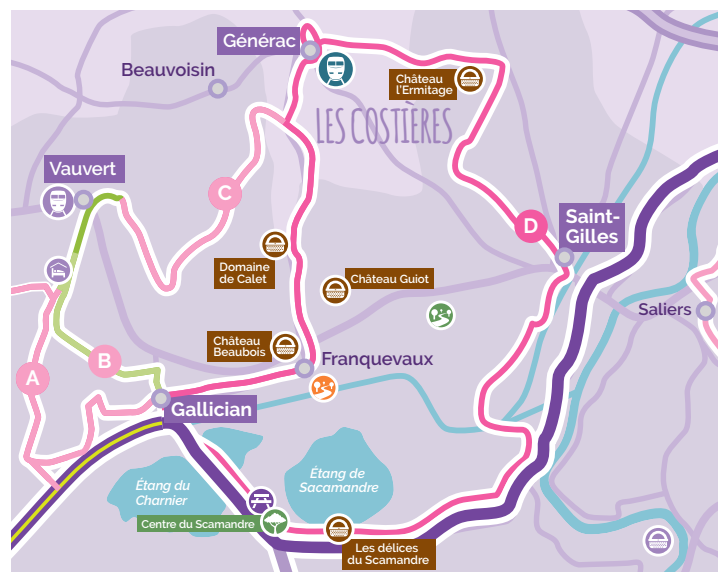 Générac
Beauvoisin
Château
l'Ermitage
LES COSTIÈRES
Vauvert
C
D
Saint-
Gilles
Domaine
de Calet
Château Guiot
Saliers
Château
Beaubois
Franquevaux
B
A
Gallician
Étang du
Charnier
Étang de
Sacamandre
Centre du Scamandre
Les délices
du Scamandre